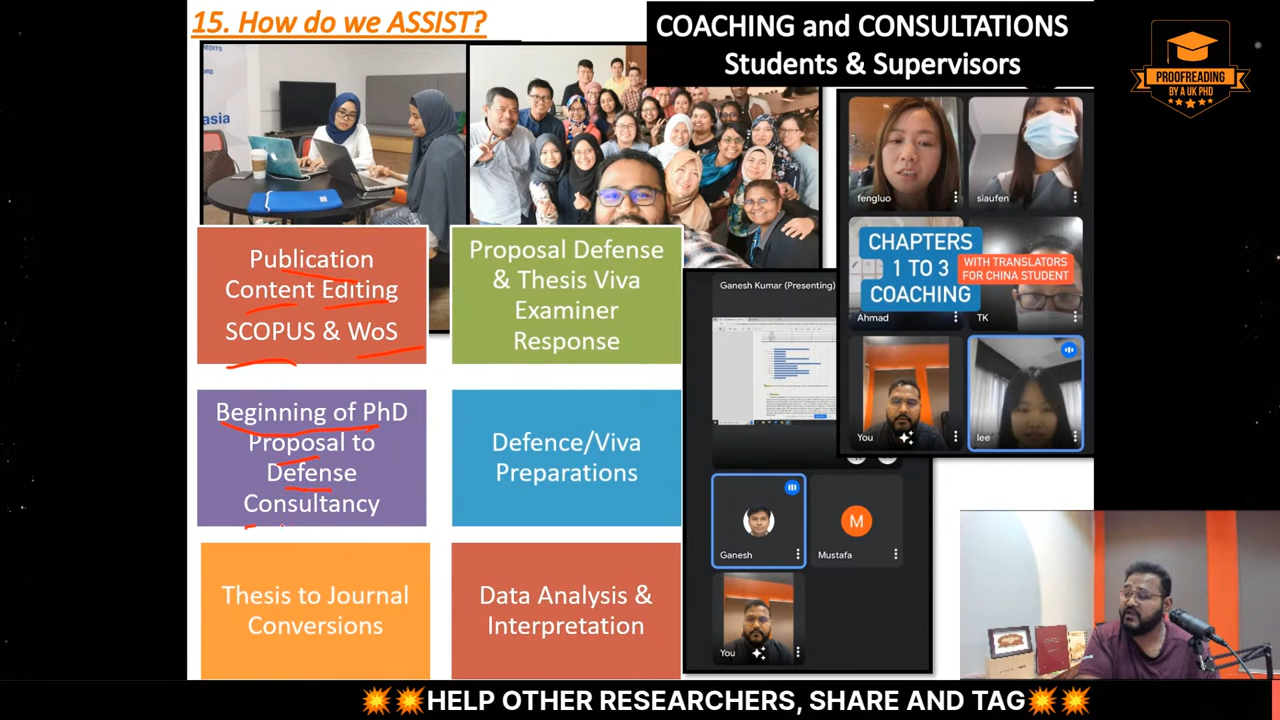 15. How do we ASSIST?
COACHING and CONSULTATIONS
Students & Supervisors
PROOFREADING
BY A UK PHD
EDITS
ORE
asia
fengluo
siaufen
CHAPTERS
1 TO 3
COACHING
WITH TRANSLATORS
FOR CHINA STUDENT
Ahmad
TK
You
lee
Publication
Content Editing
SCOPUS & WoS
Proposal Defense
& Thesis Viva
Examiner
Response
Ganesh Kumar (Presenting)
Beginning of PhD
Proposal to
Defense
Consultancy
Defence/Viva
Preparations
Ganesh
M
Mustafa
You
Thesis to Journal
Conversions
Data Analysis &
Interpretation
💥💥HELP OTHER RESEARCHERS, SHARE AND TAG💥💥